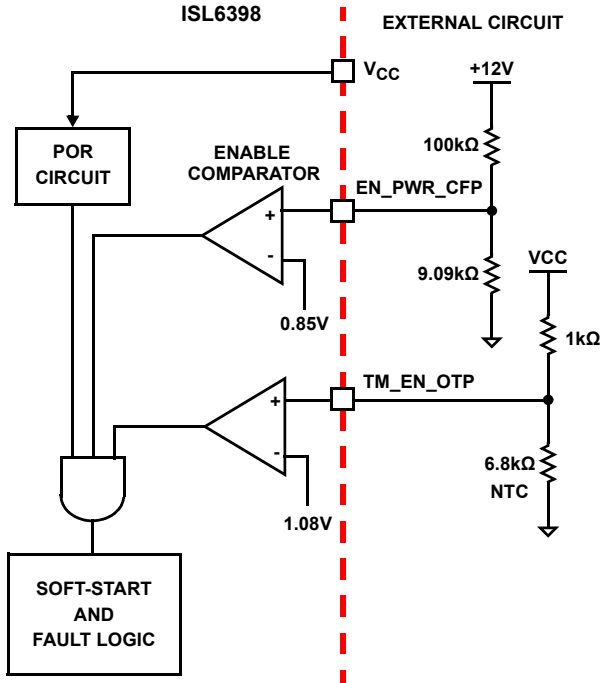 ISL6398
EXTERNAL CIRCUIT
VCC
+12V
POR
CIRCUIT
ENABLE
COMPARATOR
100kΩ
EN_PWR_CFP
+
-
0.85V
9.09kΩ
VCC
1kΩ
TM_EN_OTP
+
-
1.08V
6.8kΩ
NTC
SOFT-START
AND
FAULT LOGIC